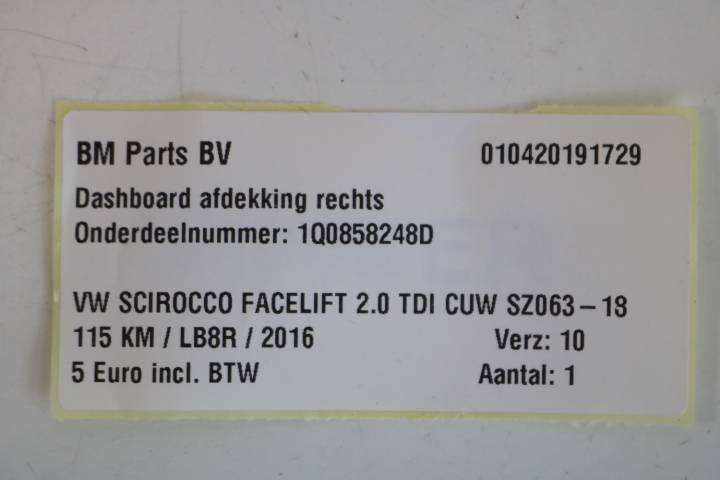 BM Parts BV 010420191729
Dashboard afdekking rechts
Onderdeelnummer: 1Q0858248D
VW SCIROCCO FACELIFT 2.0 TDI CUW SZ063-18
115 KM / LB8R / 2016 Verz: 10
5 Euro incl. BTW Aantal: 1